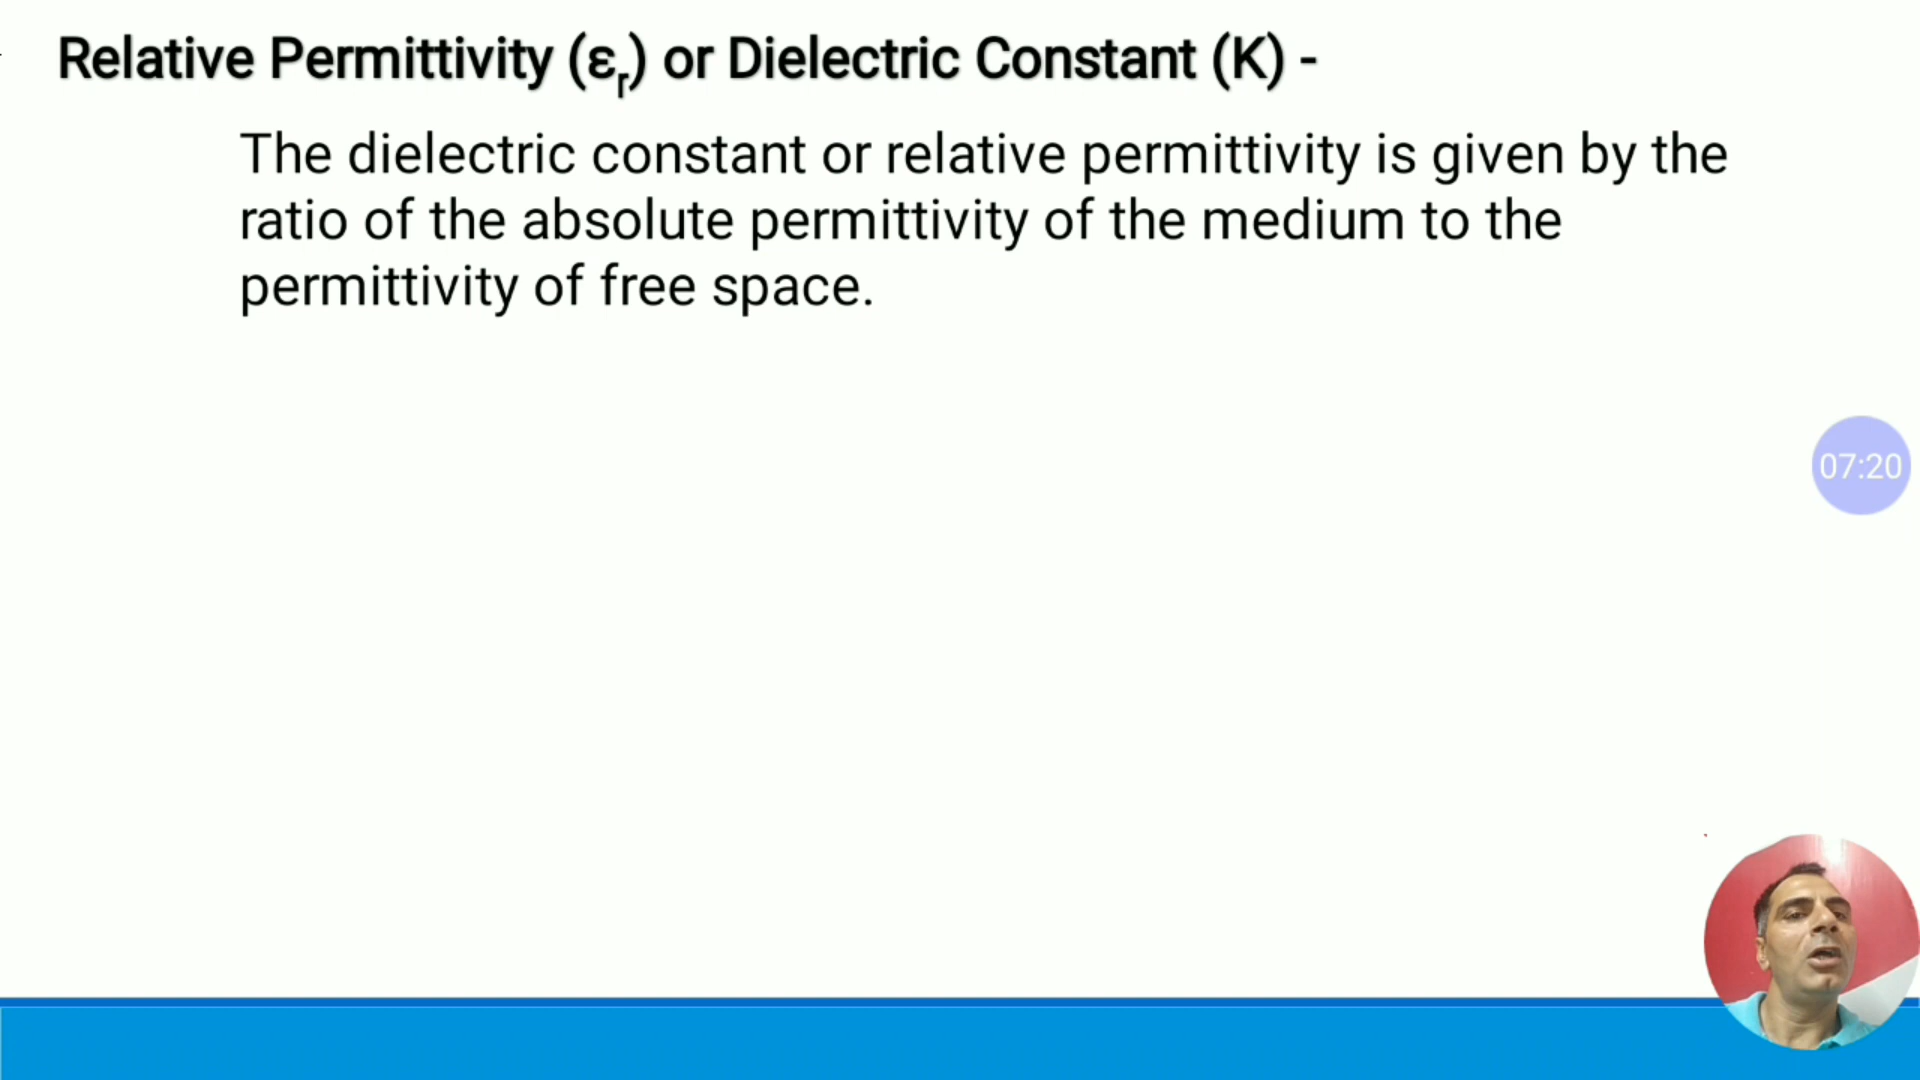 Relative Permittivity (εᵣ) or Dielectric Constant (K) -
The dielectric constant or relative permittivity is given by the
ratio of the absolute permittivity of the medium to the
permittivity of free space.
07:20